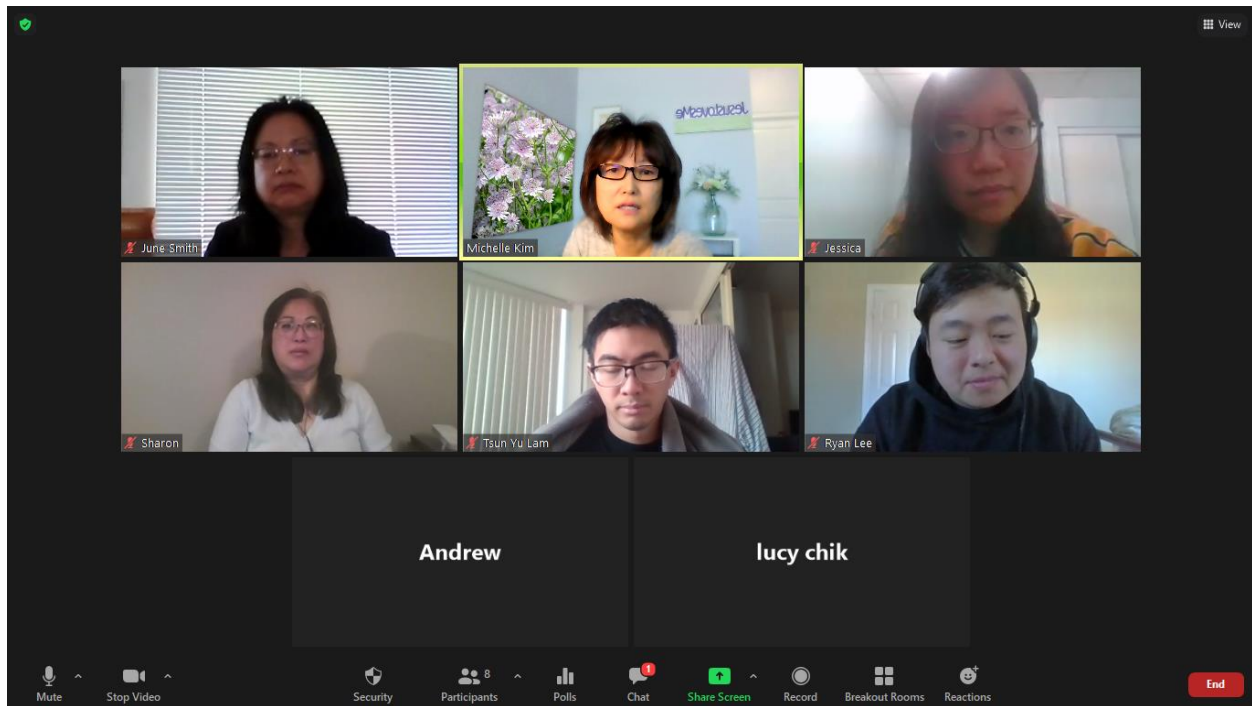 View
June Smith
Michelle Kim
JesusLovesMe
Jessica
Sharon
Tsun Yu Lam
Ryan Lee
Andrew
lucy chik
8
1
Mute
Stop Video
Security
Participants
Polls
Chat
Share Screen
Record
Breakout Rooms
Reactions
End